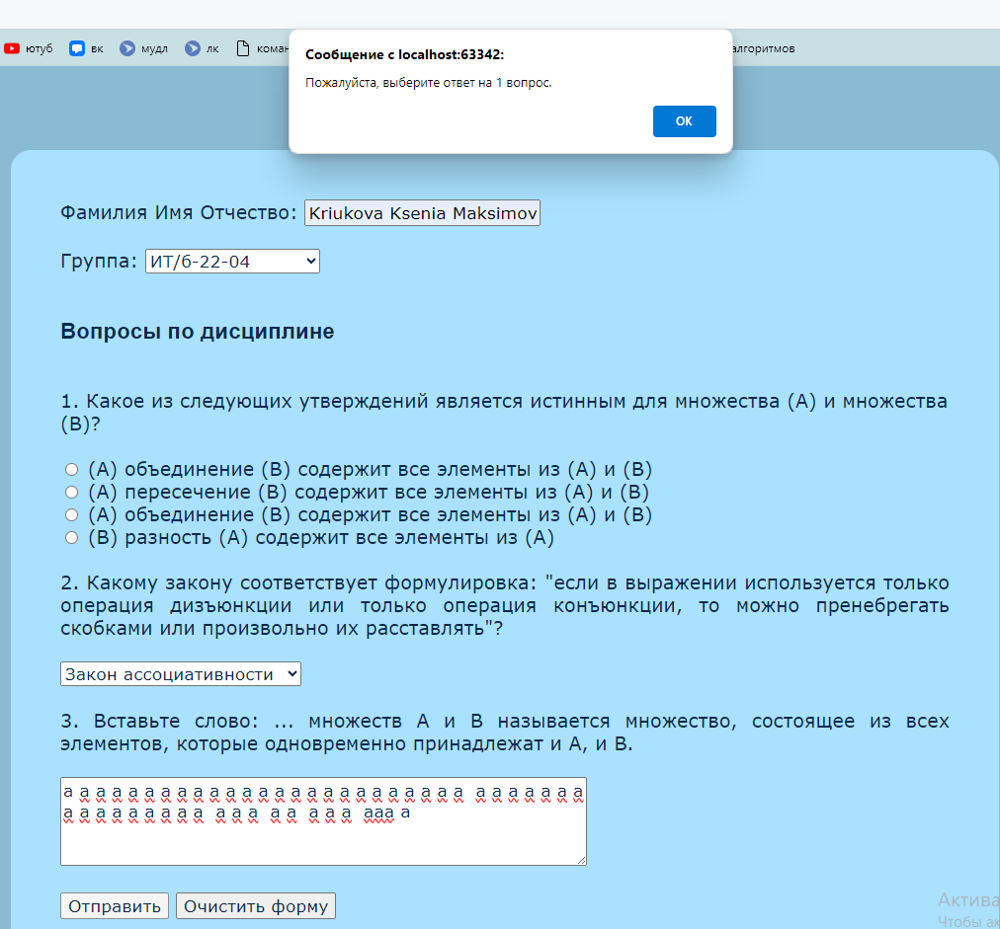 ютуб вк мудл лк коман алгоритмов
Сообщение с localhost:63342:
Пожалуйста, выберите ответ на 1 вопрос.
ОК
Фамилия Имя Отчество: Kriukova Ksenia Maksimov
Группа: ИТ/б-22-04
Вопросы по дисциплине
1. Какое из следующих утверждений является истинным для множества (А) и множества
(В)?
(А) объединение (В) содержит все элементы из (А) и (В)
(А) пересечение (В) содержит все элементы из (А) и (В)
(А) объединение (В) содержит все элементы из (А) и (В)
(В) разность (А) содержит все элементы из (А)
2. Какому закону соответствует формулировка: "если в выражении используется только
операция дизъюнкции или только операция конъюнкции, то можно пренебрегать
скобками или произвольно их расставлять"?
Закон ассоциативности
3. Вставьте слово: ... множеств А и В называется множество, состоящее из всех
элементов, которые одновременно принадлежат и А, и В.
а а а а а а а а а а а а а а а а а а а а а а а а а а а а а а а а
а а а а а а а а а а а а а а а а а ааа а
Отправить Очистить форму
Актива
Чтобы ак